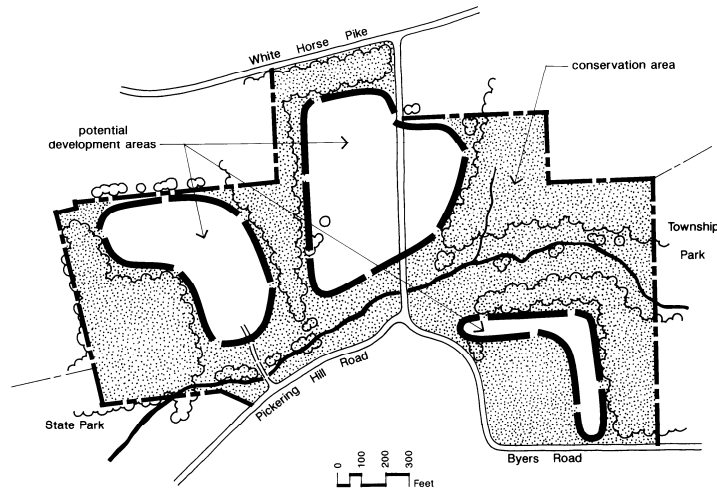 White Horse Pike
conservation area
potential
development areas
Township
Park
Pickering Hill Road
State Park
Byers Road
0
100
200
300
Feet